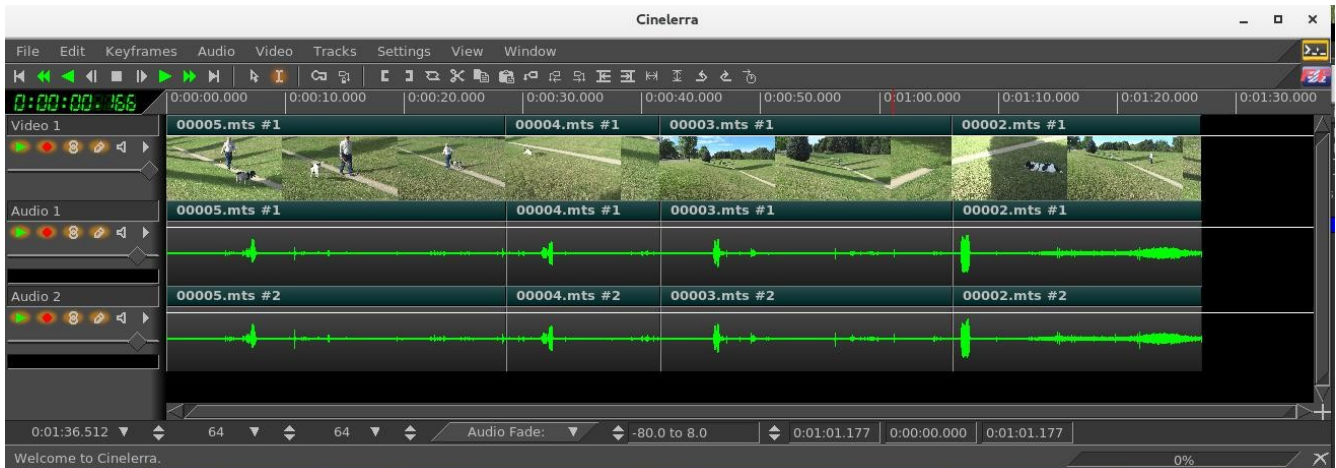 Cinelerra
File Edit Keyframes Audio Video Tracks Settings View Window
0:00:00.166
0:00:00.000 0:00:10.000 0:00:20.000 0:00:30.000 0:00:40.000 0:00:50.000 0:01:00.000 0:01:10.000 0:01:20.000 0:01:30.000
Video 1 00005.mts #1 00004.mts #1 00003.mts #1 00002.mts #1
Audio 1 00005.mts #1 00004.mts #1 00003.mts #1 00002.mts #1
Audio 2 00005.mts #2 00004.mts #2 00003.mts #2 00002.mts #2
0:01:36.512 64 64 Audio Fade: -80.0 to 8.0 0:01:01.177 0:00:00.000 0:01:01.177
Welcome to Cinelerra. 0%